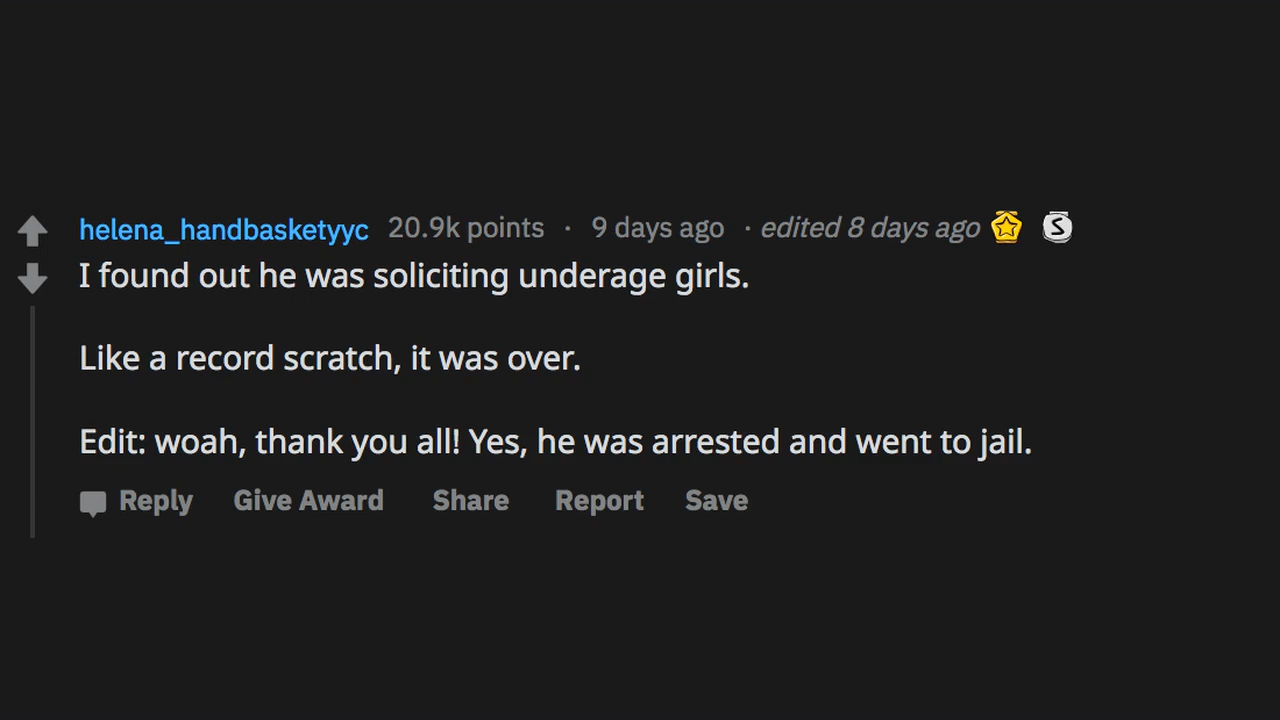 helena_handbasketyyc 20.9k points · 9 days ago · edited 8 days ago S
I found out he was soliciting underage girls.
Like a record scratch, it was over.
Edit: woah, thank you all! Yes, he was arrested and went to jail.
Reply Give Award Share Report Save